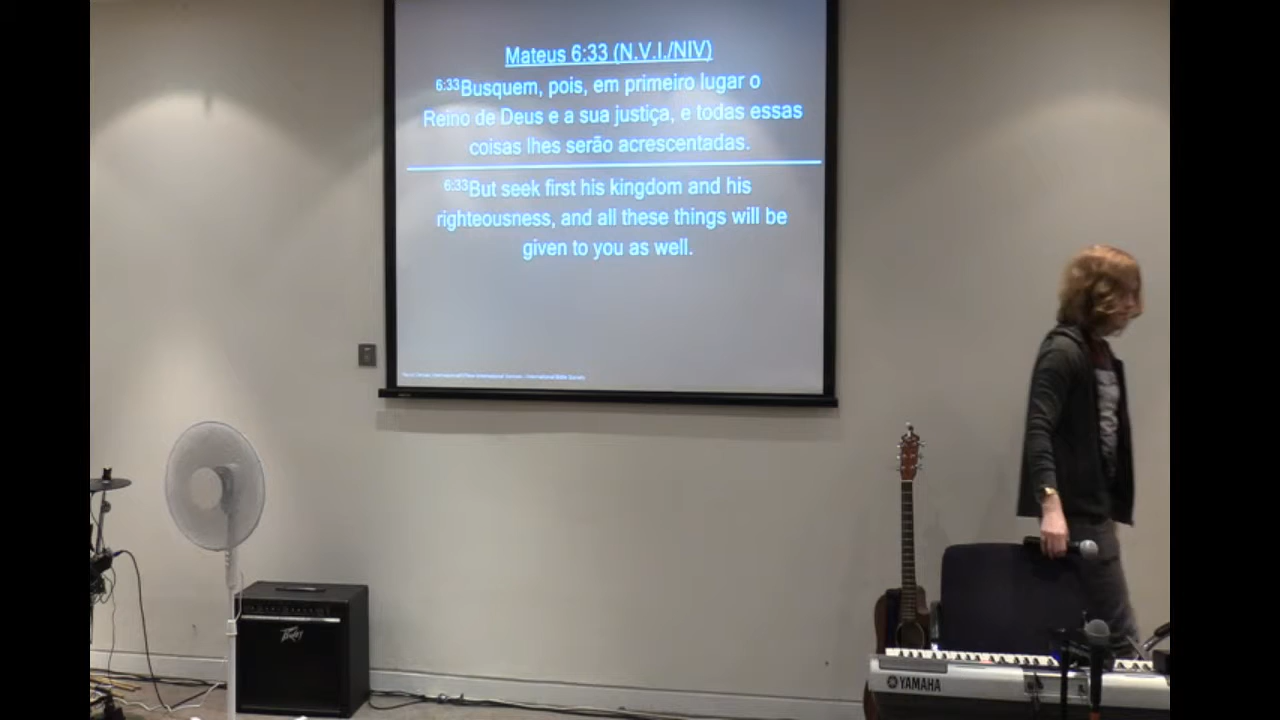 Mateus 6:33 (N.V.I./NIV)
6:33Busquem, pois, em primeiro lugar o
Reino de Deus e a sua justiça, e todas essas
coisas lhes serão acrescentadas.
6:33But seek first his kingdom and his
righteousness, and all these things will be
given to you as well.
Peavey
YAMAHA